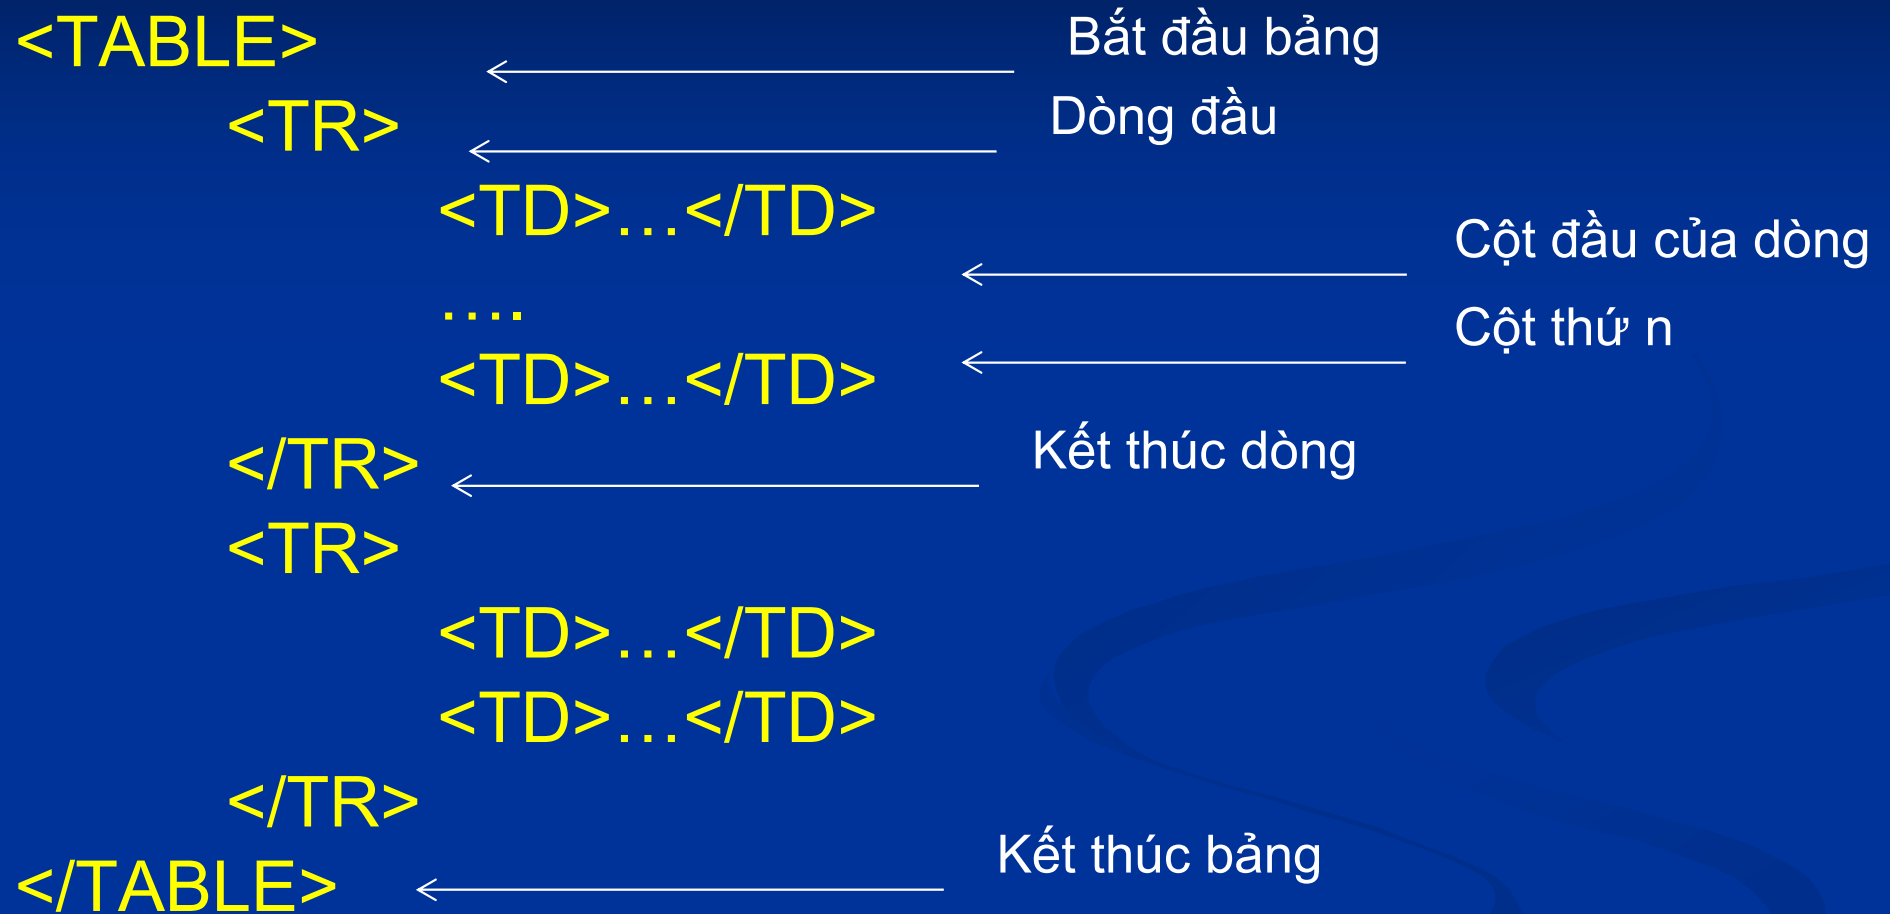 <TABLE>
Bắt đầu bảng
<TR>
Dòng đầu
<TD>…</TD>
Cột đầu của dòng
….
Cột thứ n
<TD>…</TD>
</TR>
Kết thúc dòng
<TR>
<TD>…</TD>
<TD>…</TD>
</TR>
</TABLE>
Kết thúc bảng